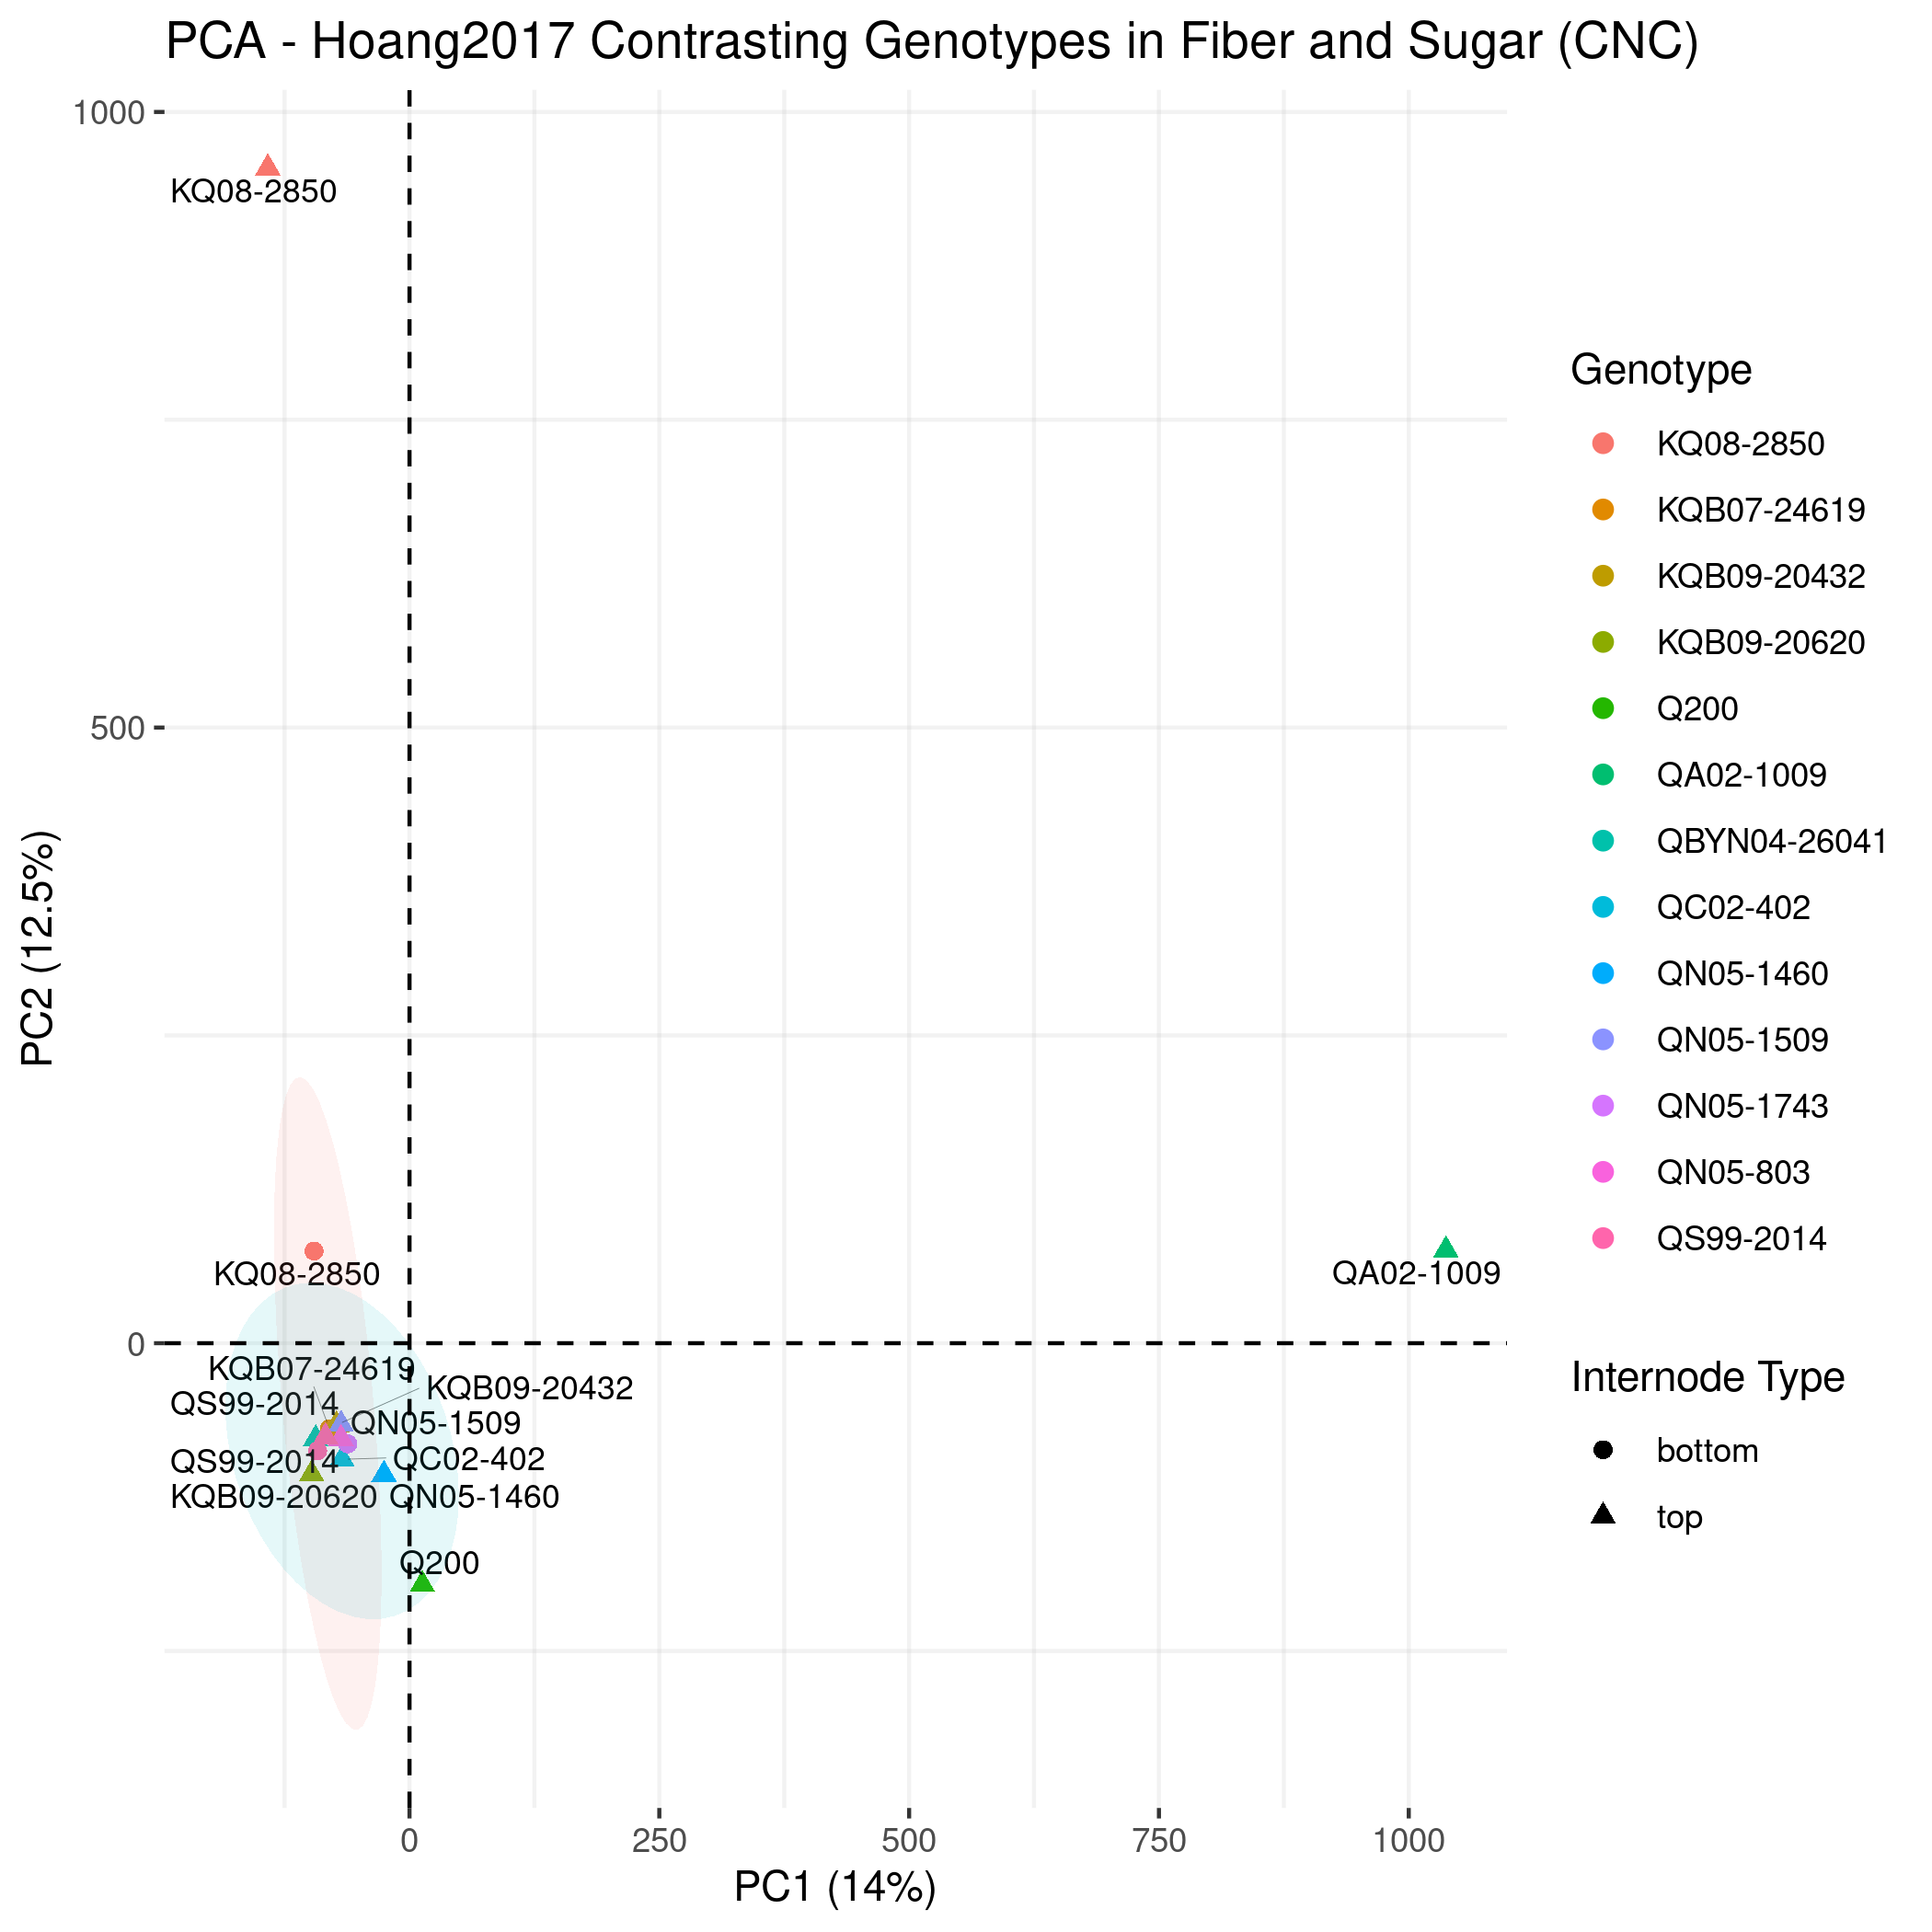 PCA - Hoang2017 Contrasting Genotypes in Fiber and Sugar (CNC)
1000
KQ08-2850
500
PC2 (12.5%)
KQ08-2850
QA02-1009
0
KQB07-24619
KQB09-20432
QS99-2014
QN05-1509
QS99-2014
QC02-402
KQB09-20620
QN05-1460
Q200
0
250
500
750
1000
PC1 (14%)
Genotype
KQ08-2850
KQB07-24619
KQB09-20432
KQB09-20620
Q200
QA02-1009
QBYN04-26041
QC02-402
QN05-1460
QN05-1509
QN05-1743
QN05-803
QS99-2014
Internode Type
bottom
top